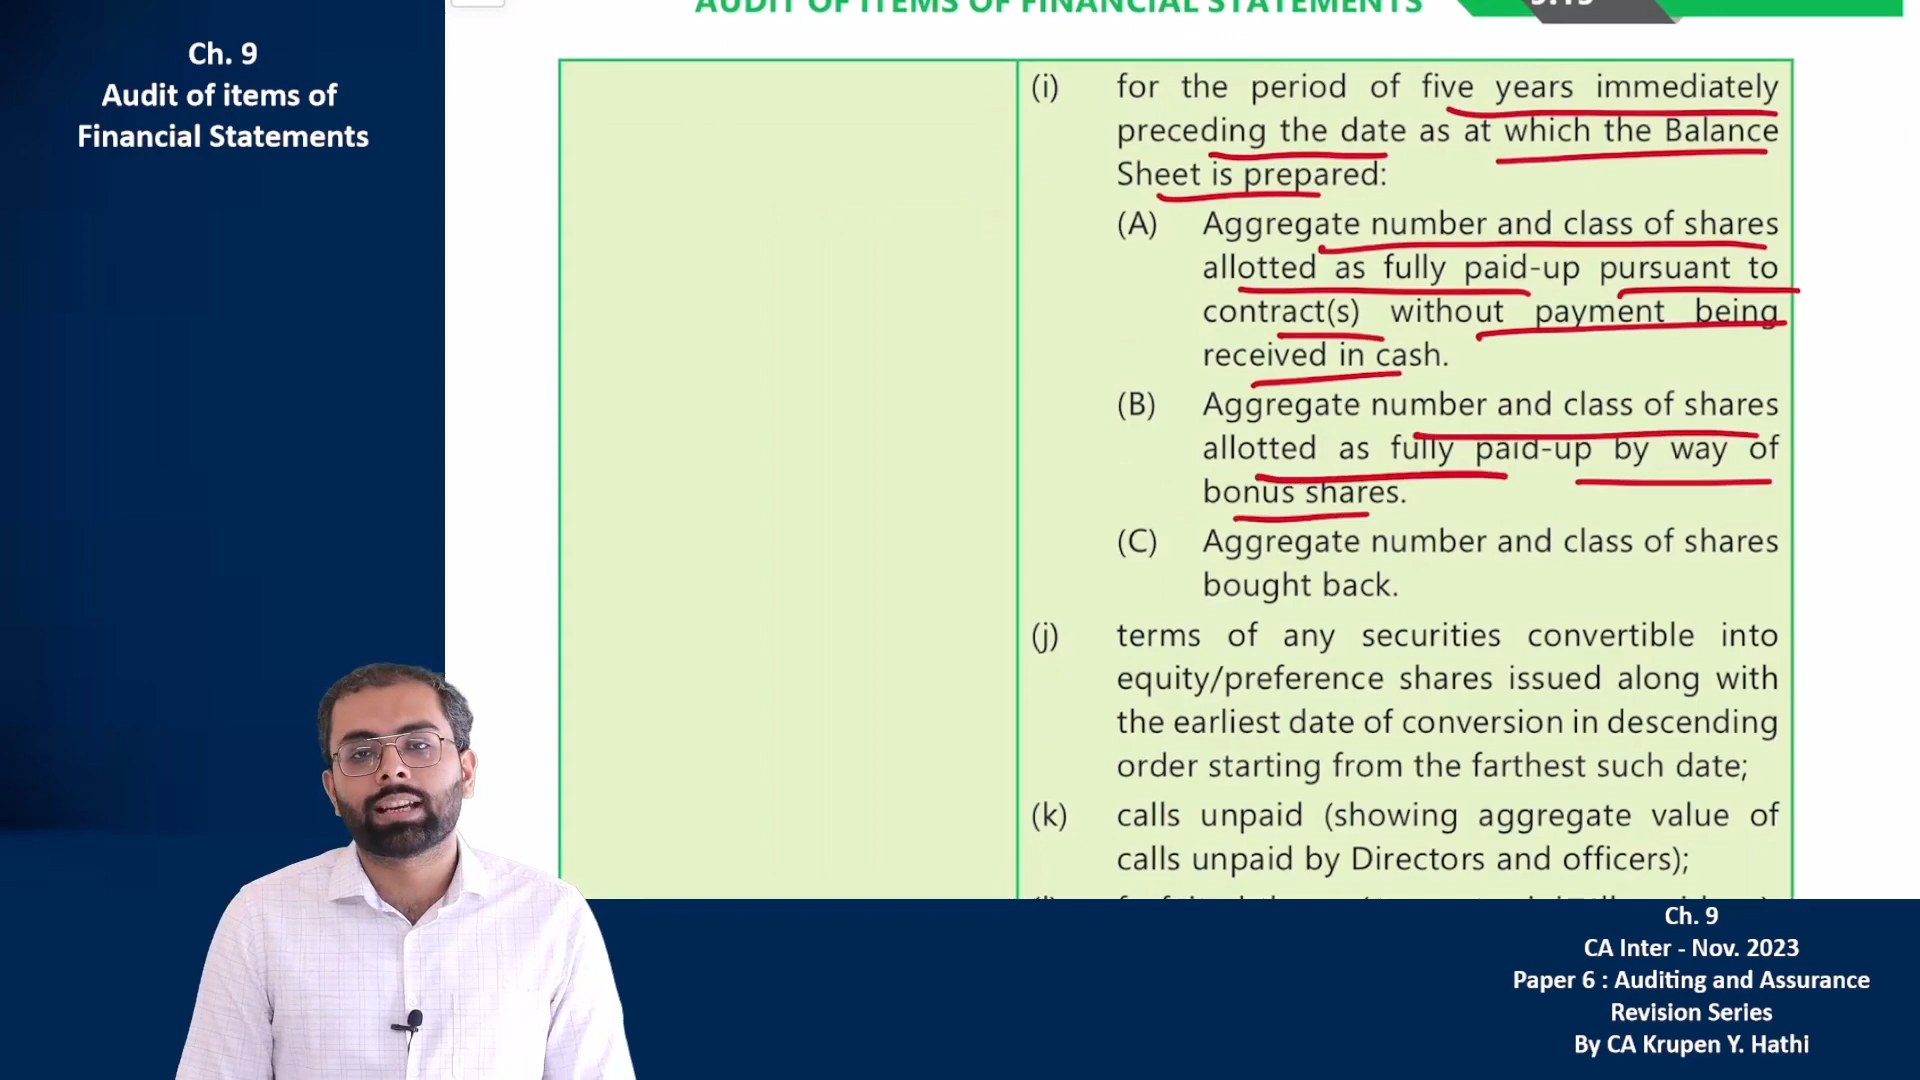 AUDIT OF ITEMS OF FINANCIAL STATEMENTS
Ch. 9
Audit of items of
Financial Statements
(i) for the period of five years immediately
preceding the date as at which the Balance
Sheet is prepared:
(A) Aggregate number and class of shares
allotted as fully paid-up pursuant to
contract(s) without payment being
received in cash.
(B) Aggregate number and class of shares
allotted as fully paid-up by way of
bonus shares.
(C) Aggregate number and class of shares
bought back.
(j) terms of any securities convertible into
equity/preference shares issued along with
the earliest date of conversion in descending
order starting from the farthest such date;
(k) calls unpaid (showing aggregate value of
calls unpaid by Directors and officers);
Ch. 9
CA Inter - Nov. 2023
Paper 6 : Auditing and Assurance
Revision Series
By CA Krupen Y. Hathi